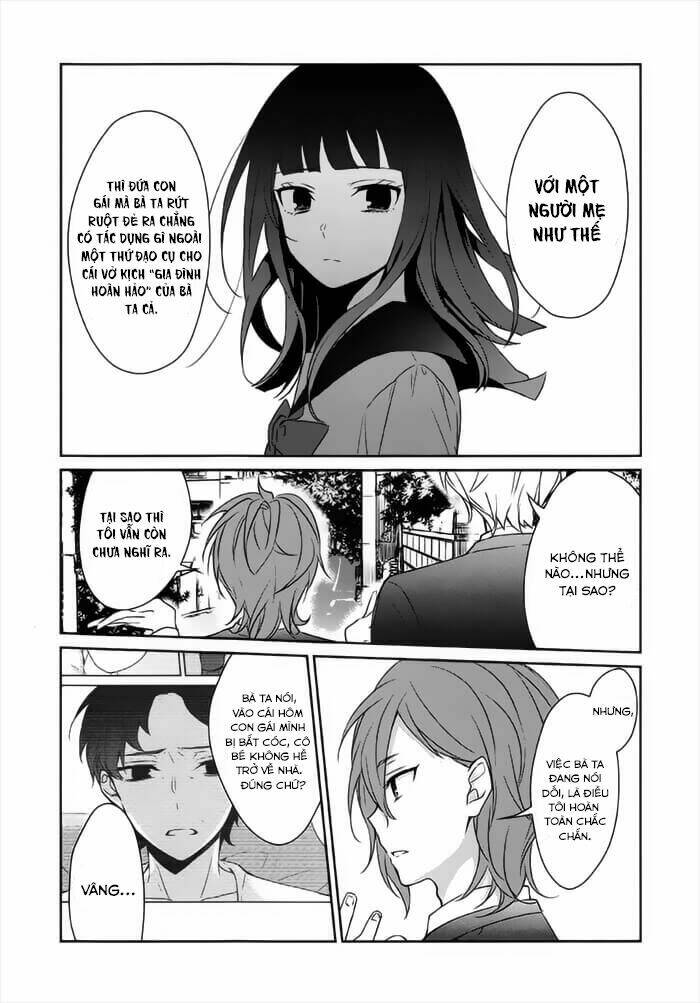 VỚI MỘT
NGƯỜI MẸ
NHƯ THẾ
THÌ ĐỨA CON
GÁI MÀ BÀ TA RỨT
RUỘT ĐẺ RA CHẲNG
CÓ TÁC DỤNG GÌ NGOÀI
MỘT THỨ ĐẠO CỤ CHO
CÁI VỞ KỊCH "GIA ĐÌNH
HOÀN HẢO" CỦA BÀ
TA CẢ.
KHÔNG THỂ
NÀO...NHƯNG
TẠI SAO?
TẠI SAO THÌ
TÔI VẪN CÒN
CHƯA NGHĨ RA.
NHƯNG,
VIỆC BÀ TA
ĐANG NÓI
DỐI, LÀ ĐIỀU
TÔI HOÀN
TOÀN CHẮC
CHẮN.
BÀ TA NÓI,
VÀO CÁI HÔM
CON GÁI MÌNH
BỊ BẮT CÓC, CÔ
BÉ KHÔNG HỀ
TRỞ VỀ NHÀ.
ĐÚNG CHỨ?
VÂNG...